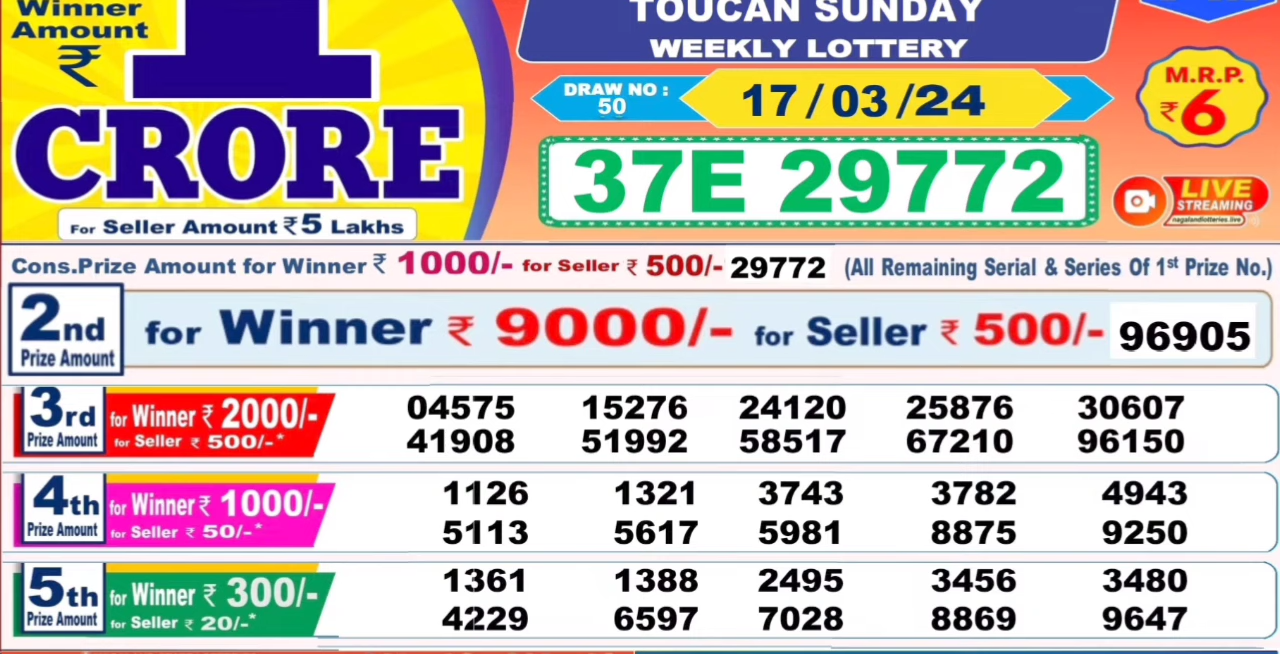 Winner
Amount
₹
1
CRORE
For Seller Amount ₹5 Lakhs
TOUCAN SUNDAY
WEEKLY LOTTERY
DRAW NO :
50
17/03/24
37E 29772
M.R.P.
₹6
LIVE
STREAMING
nagalandlotteries.live
Cons.Prize Amount for Winner ₹ 1000/- for Seller ₹ 500/- 29772 (All Remaining Serial & Series Of 1st Prize No.)
2nd
Prize Amount
for Winner ₹ 9000/- for Seller ₹ 500/- 96905
3rd
Prize Amount
for Winner ₹ 2000/-
for Seller ₹ 500/-*
04575 15276 24120 25876 30607
41908 51992 58517 67210 96150
4th
Prize Amount
for Winner ₹ 1000/-
for Seller ₹ 50/-*
1126 1321 3743 3782 4943
5113 5617 5981 8875 9250
5th
Prize Amount
for Winner ₹ 300/-
for Seller ₹ 20/-*
1361 1388 2495 3456 3480
4229 6597 7028 8869 9647